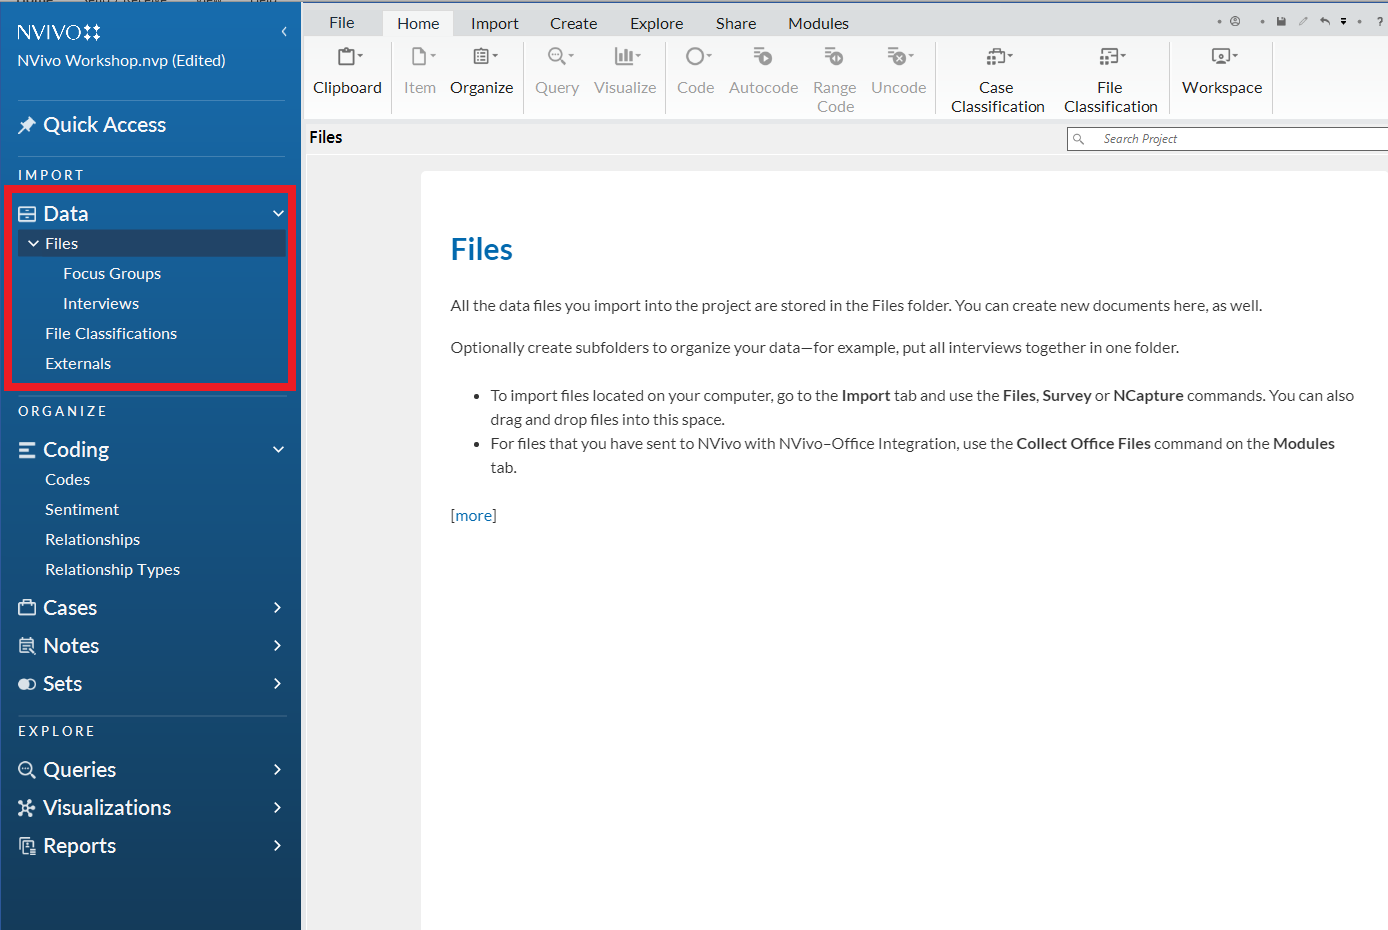 NVIVO
NVivo Workshop.nvp (Edited)
Quick Access
IMPORT
Data
Files
Focus Groups
Interviews
File Classifications
Externals
ORGANIZE
Coding
Codes
Sentiment
Relationships
Relationship Types
Cases
Notes
Sets
EXPLORE
Queries
Visualizations
Reports
File Home Import Create Explore Share Modules
Clipboard Item Organize Query Visualize Code Autocode Range Code Uncode Case Classification File Classification Workspace
Files
Search Project
Files
All the data files you import into the project are stored in the Files folder. You can create new documents here, as well.
Optionally create subfolders to organize your data—for example, put all interviews together in one folder.
• To import files located on your computer, go to the Import tab and use the Files, Survey or NCapture commands. You can also
drag and drop files into this space.
• For files that you have sent to NVivo with NVivo–Office Integration, use the Collect Office Files command on the Modules
tab.
[more]